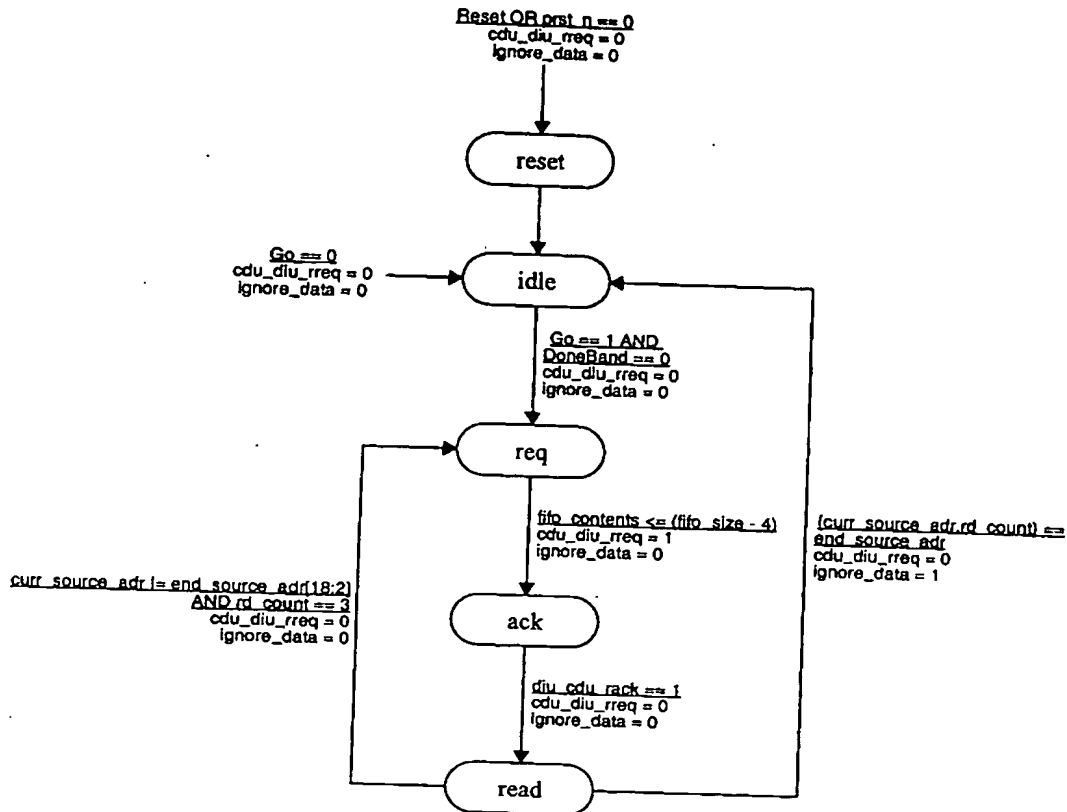 Reset OR prst_n == 0
cdu_diu_rreq = 0
ignore_data = 0
reset
Go == 0
cdu_diu_rreq = 0
ignore_data = 0
idle
Go == 1 AND
DoneBand == 0
cdu_diu_rreq = 0
ignore_data = 0
req
fifo_contents <= (fifo_size - 4)
cdu_diu_rreq = 1
ignore_data = 0
{curr_source_adr,rd_count} ==
end_source_adr
cdu_diu_rreq = 0
ignore_data = 1
curr_source_adr != end_source_adr[18:2]
AND rd_count == 3
cdu_diu_rreq = 0
ignore_data = 0
ack
diu_cdu_rack == 1
cdu_diu_rreq = 0
ignore_data = 0
read